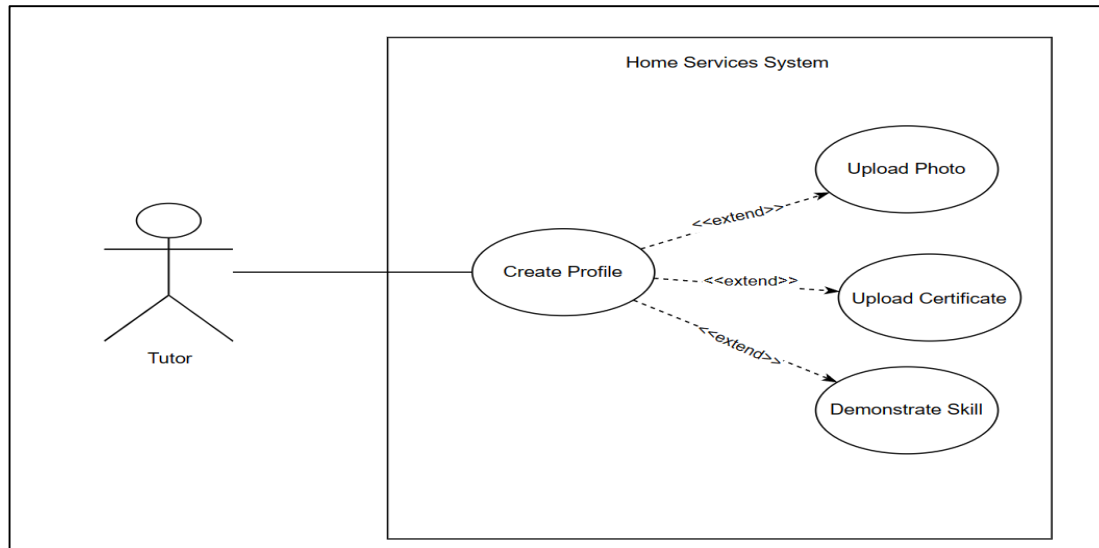 Home Services System
Upload Photo
<<extend>>
Create Profile
<<extend>>
Upload Certificate
<<extend>>
Tutor
Demonstrate Skill